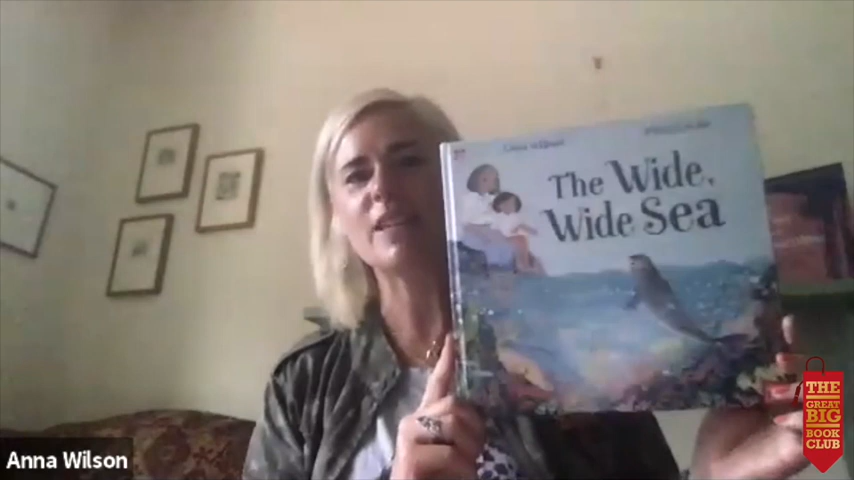 The Wide,
Wide Sea
THE
GREAT
BIG
BOOK
CLUB
Anna Wilson